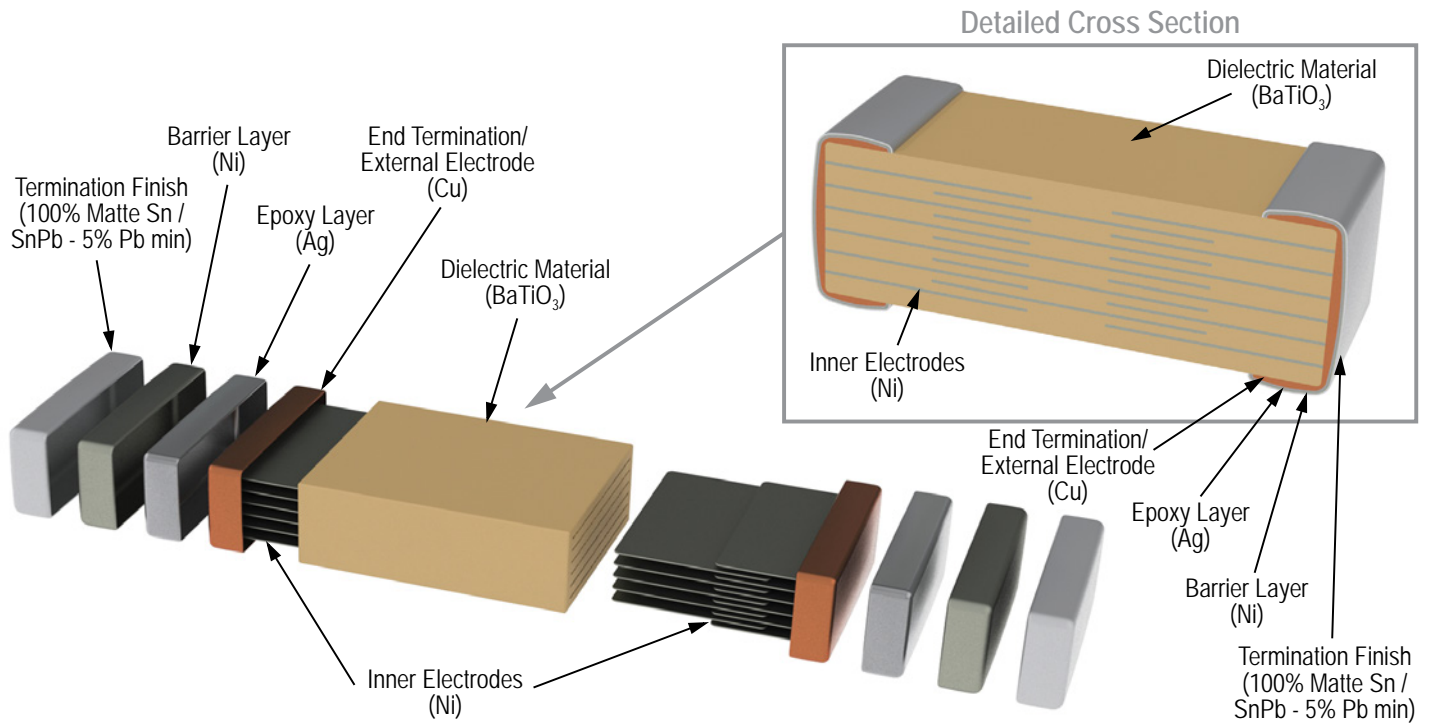 Detailed Cross Section
Dielectric Material
(BaTiO₃)
Inner Electrodes
(Ni)
End Termination/
External Electrode
(Cu)
Epoxy Layer
(Ag)
Barrier Layer
(Ni)
Termination Finish
(100% Matte Sn /
SnPb - 5% Pb min)
Termination Finish
(100% Matte Sn /
SnPb - 5% Pb min)
Barrier Layer
(Ni)
Epoxy Layer
(Ag)
End Termination/
External Electrode
(Cu)
Dielectric Material
(BaTiO₃)
Inner Electrodes
(Ni)